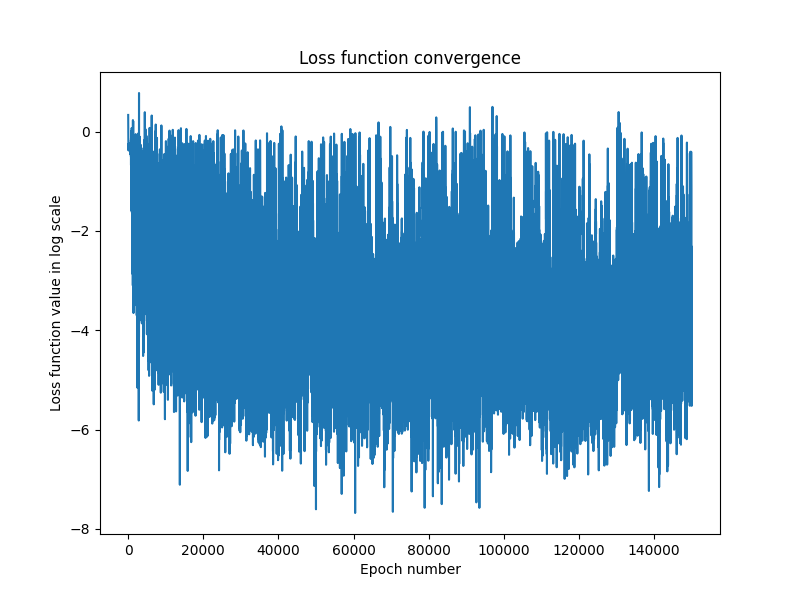 Loss function convergence
Loss function value in log scale
0
−2
−4
−6
−8
0 20000 40000 60000 80000 100000 120000 140000
Epoch number